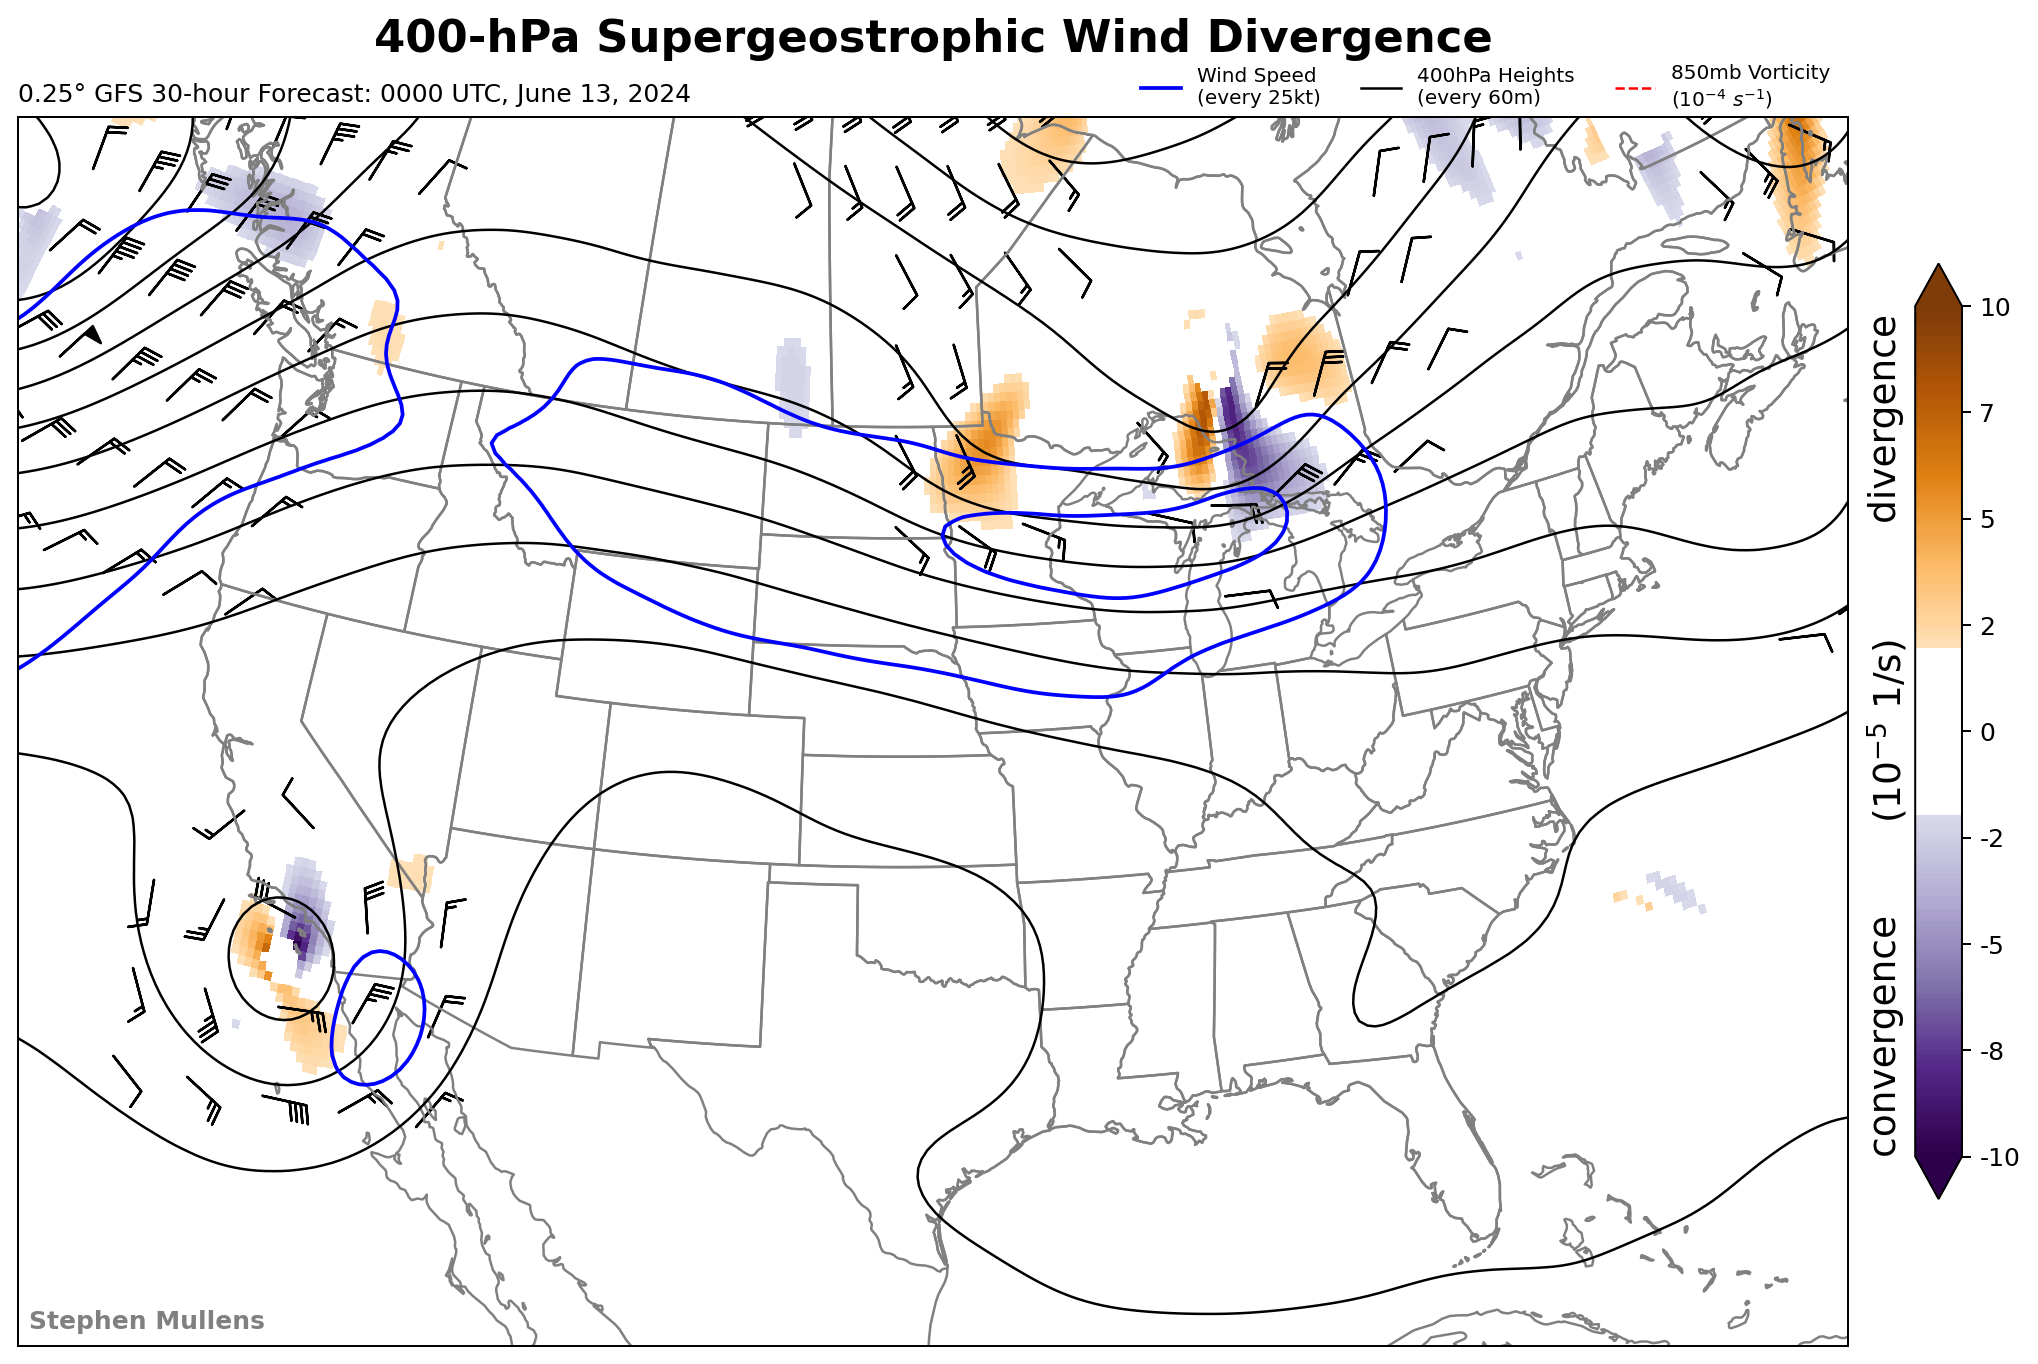 400-hPa Supergeostrophic Wind Divergence
0.25° GFS 30-hour Forecast: 0000 UTC, June 13, 2024
Wind Speed
(every 25kt)
400hPa Heights
(every 60m)
850mb Vorticity
(10⁻⁴ s⁻¹)
10
7
5
2
0
-2
-5
-8
-10
convergence (10⁻⁵ 1/s) divergence
Stephen Mullens